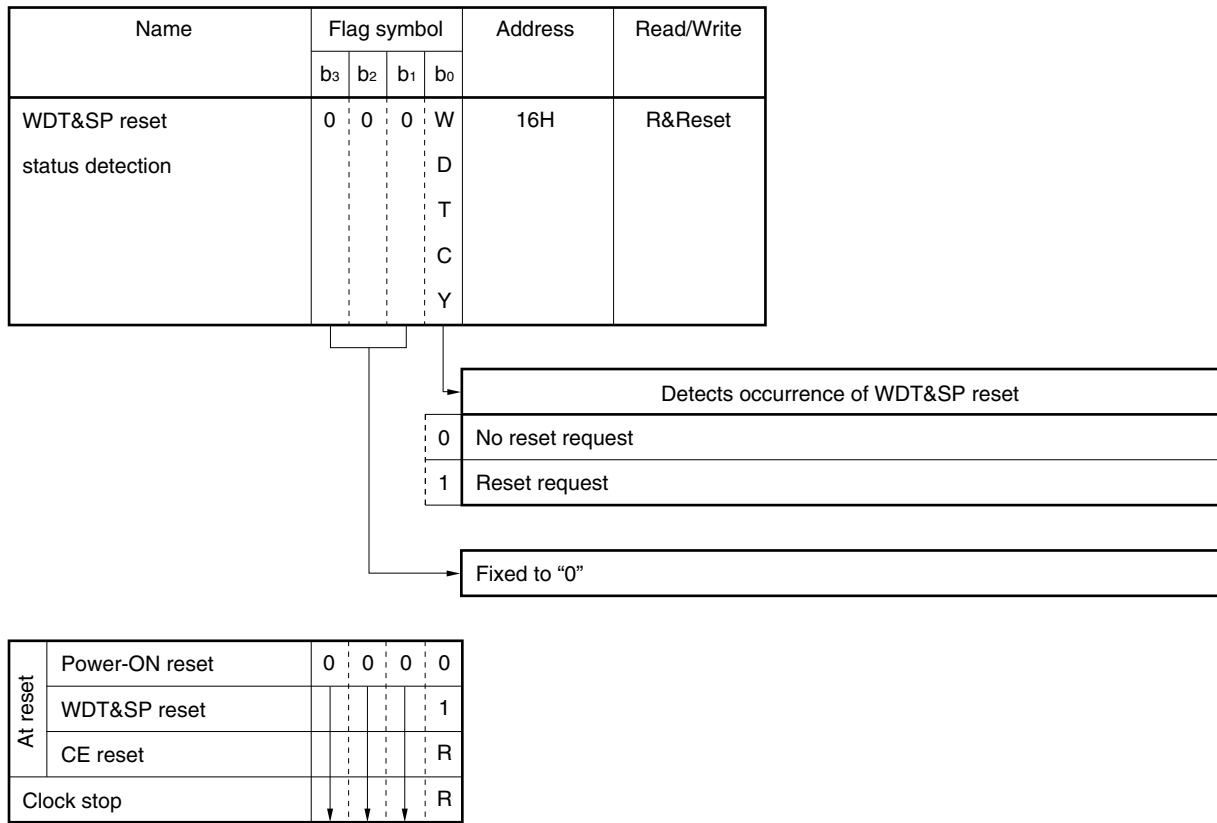 Name Flag symbol Address Read/Write
b3 b2 b1 b0
WDT&SP reset 0 0 0 W 16H R&Reset
status detection D
T
C
Y
Detects occurrence of WDT&SP reset
0 No reset request
1 Reset request
Fixed to “0”
At reset
Power-ON reset 0 0 0 0
WDT&SP reset 1
CE reset R
Clock stop R